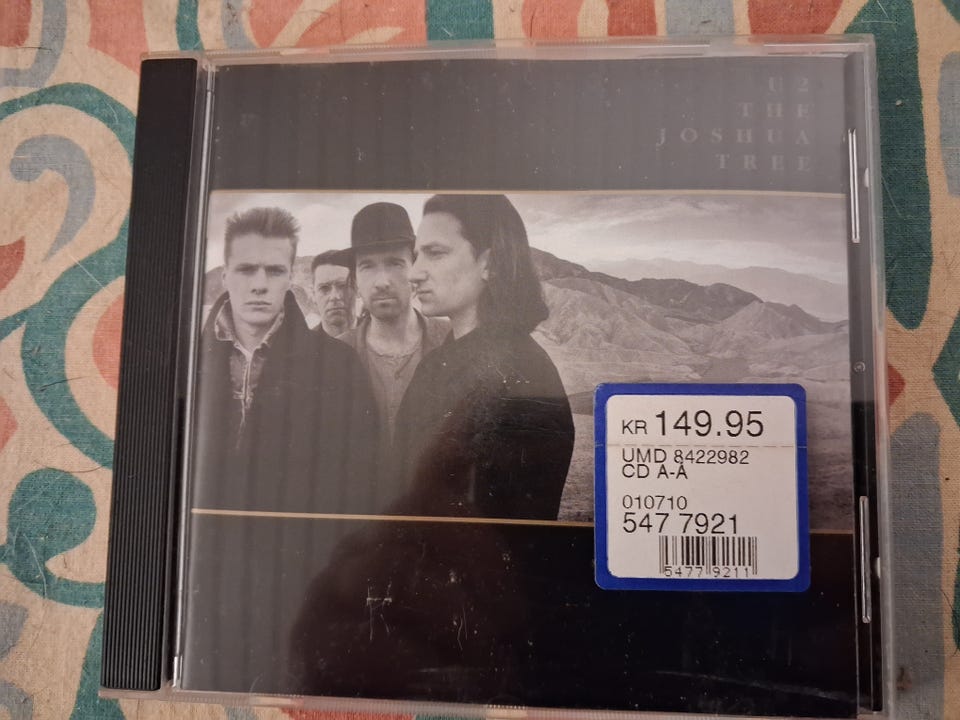 U2
THE
JOSHUA
TREE
KR 149.95
UMD 8422982
CD A-Å
010710
547 7921
5477 9211